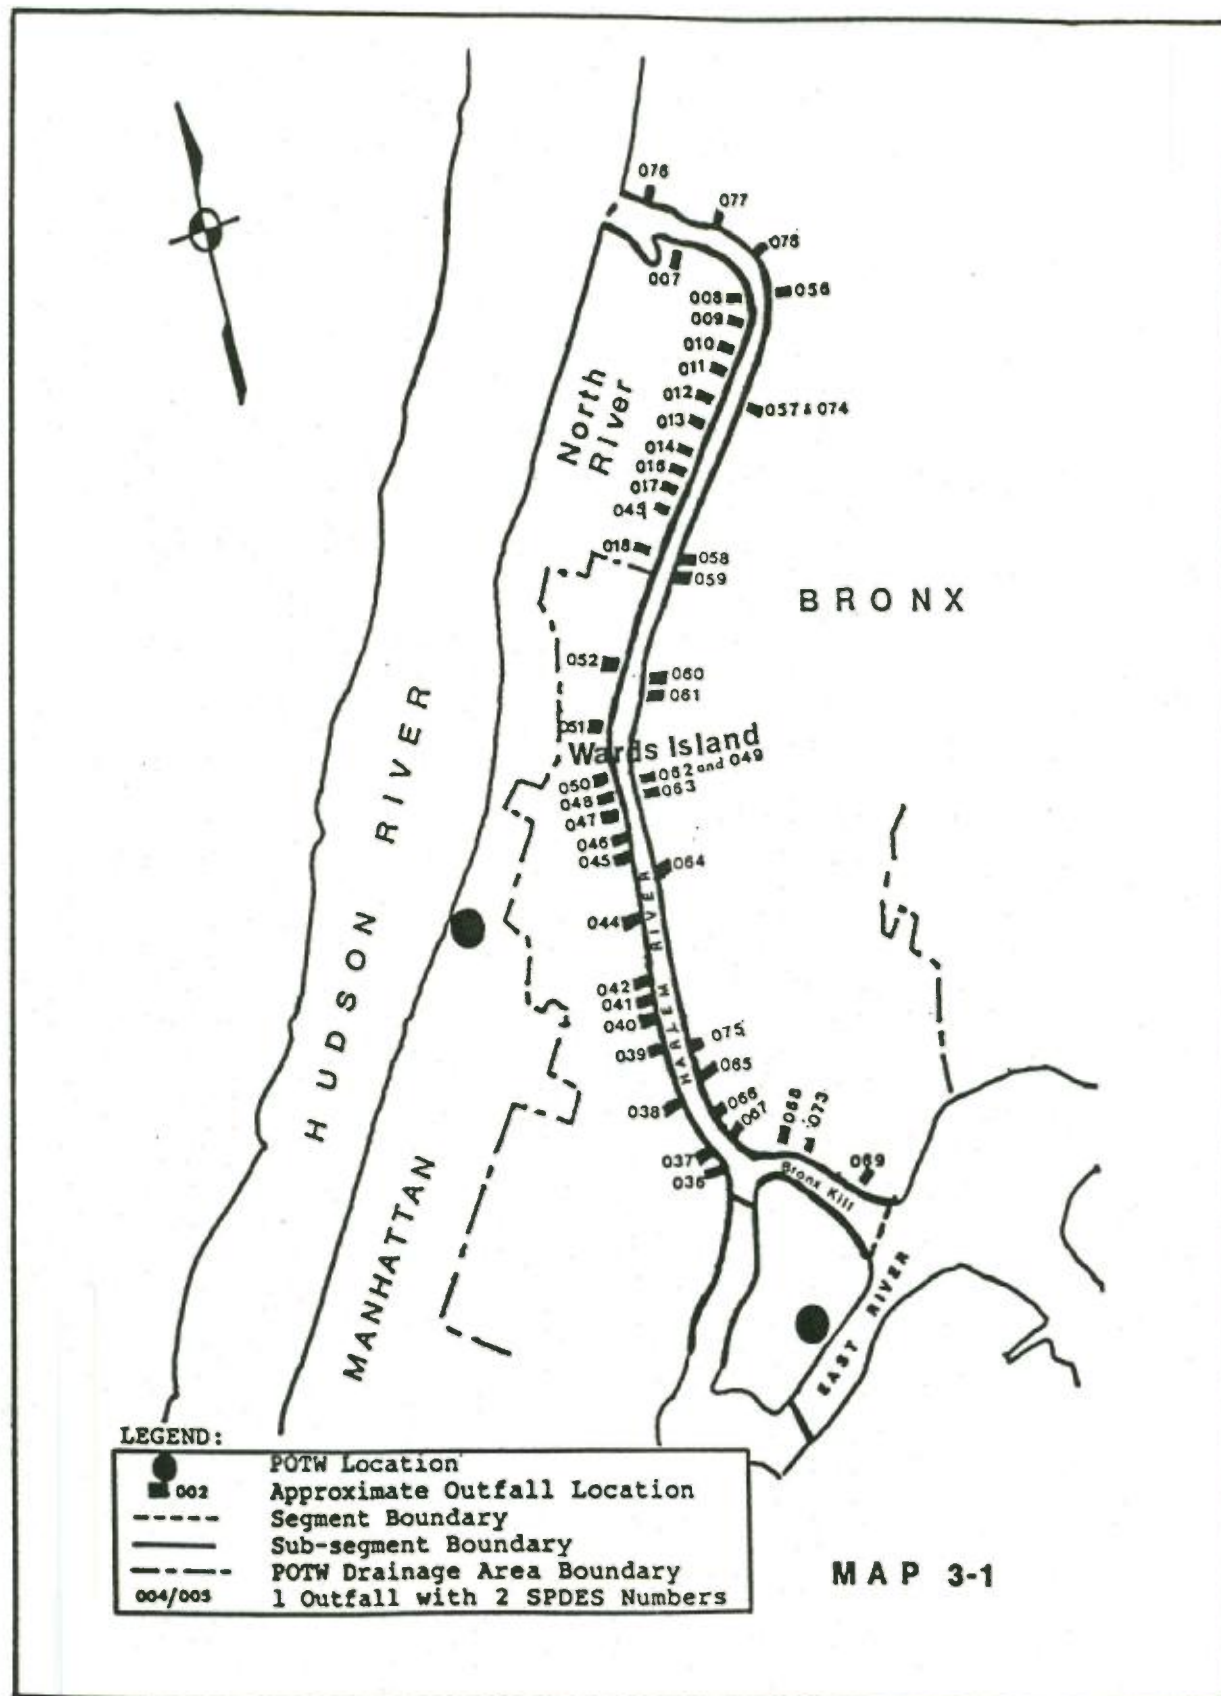 076
077
078
007
056
008
009
010
011
012
057 & 074
013
014
016
017
045
018
058
059
North
River
BRONX
052
060
061
051
Wards Island
062 and 049
063
050
048
047
046
045
064
044
042
041
040
039
075
065
038
066
067
068
073
037
036
069
HUDSON RIVER
HARLEM RIVER
Bronx Kill
MANHATTAN
EAST RIVER
LEGEND:
POTW Location
002 Approximate Outfall Location
Segment Boundary
Sub-segment Boundary
POTW Drainage Area Boundary
004/005 1 Outfall with 2 SPDES Numbers
MAP 3-1